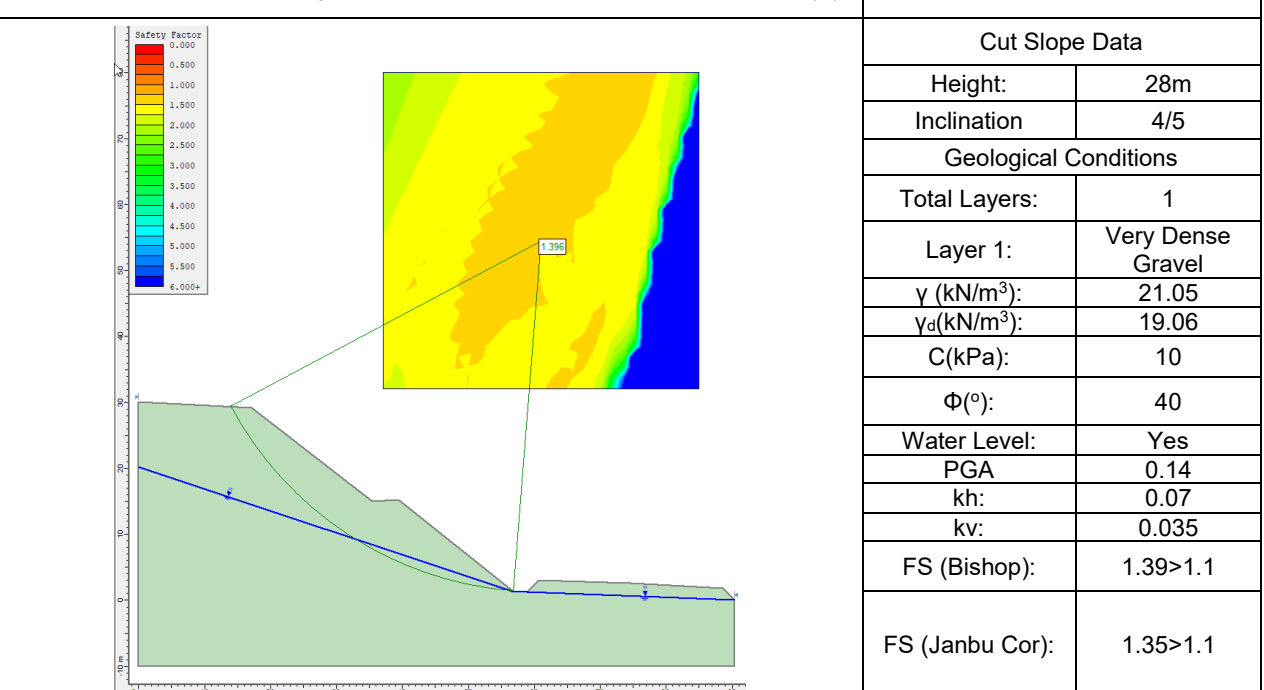 Safety Factor
0.000
0.500
1.000
1.500
2.000
2.500
3.000
3.500
4.000
4.500
5.000
5.500
6.000+
1.396
80
70
60
50
40
30
20
10
0
-10 m
Cut Slope Data
Height: 28m
Inclination 4/5
Geological Conditions
Total Layers: 1
Layer 1: Very Dense
Gravel
γ (kN/m³): 21.05
γd(kN/m³): 19.06
C(kPa): 10
Φ(º): 40
Water Level: Yes
PGA 0.14
kh: 0.07
kv: 0.035
FS (Bishop): 1.39>1.1
FS (Janbu Cor): 1.35>1.1